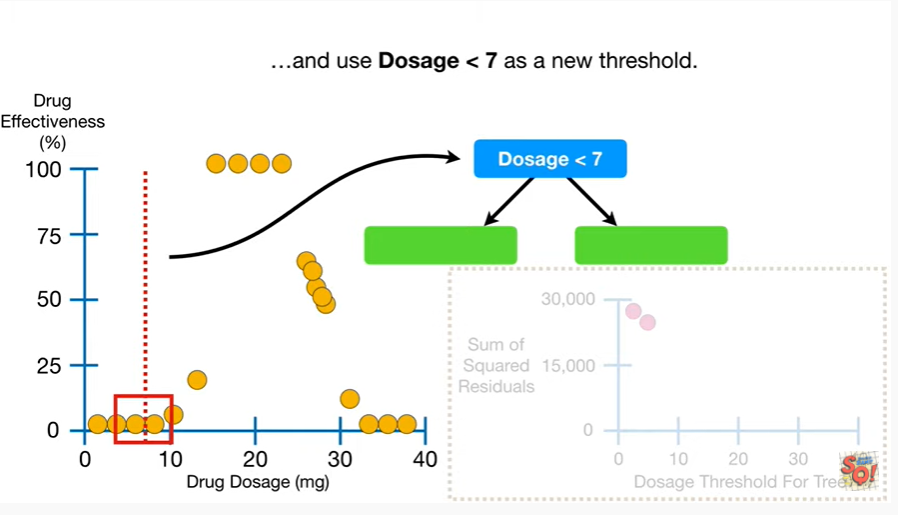 …and use Dosage < 7 as a new threshold.
Drug
Effectiveness
(%)
100
75
50
25
0
0 10 20 30 40
Drug Dosage (mg)
Dosage < 7
30,000
Sum of
Squared 15,000
Residuals
0
0 10 20 30
Dosage Threshold For Tree
SQ!